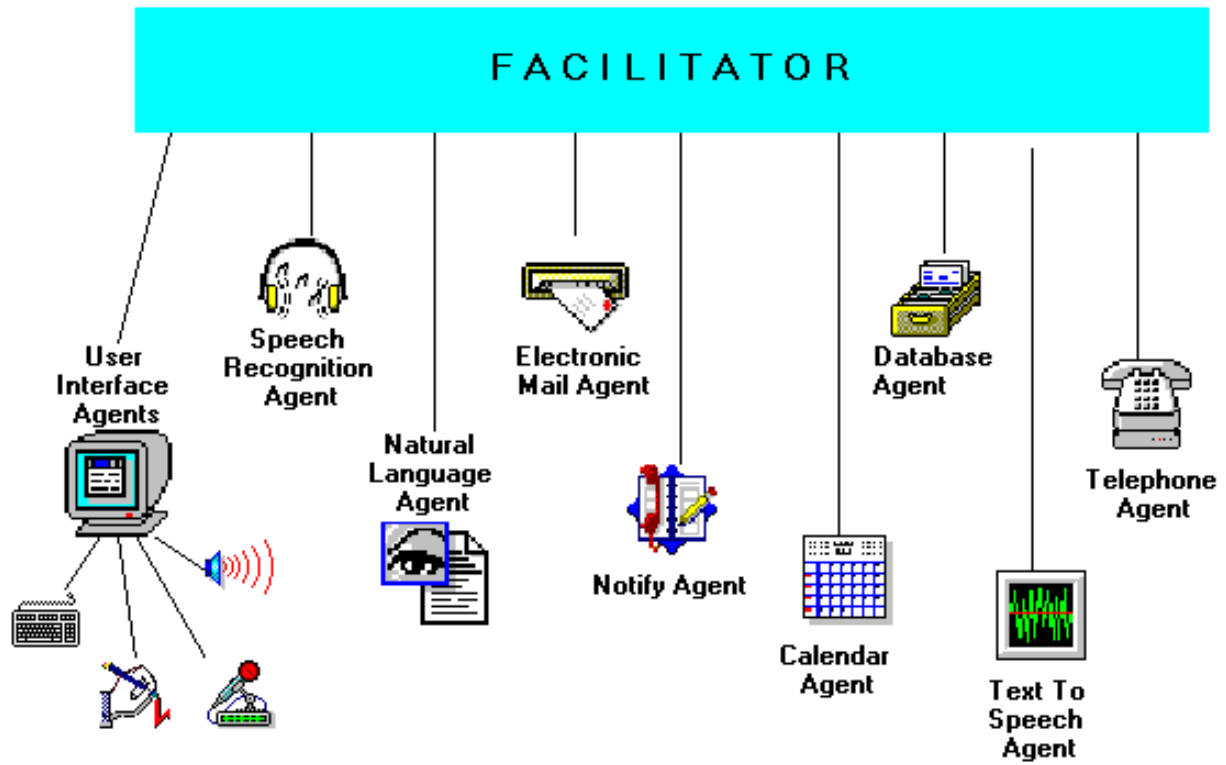 FACILITATOR
User
Interface
Agents
Speech
Recognition
Agent
Natural
Language
Agent
Electronic
Mail Agent
Notify Agent
Calendar
Agent
Database
Agent
Text To
Speech
Agent
Telephone
Agent